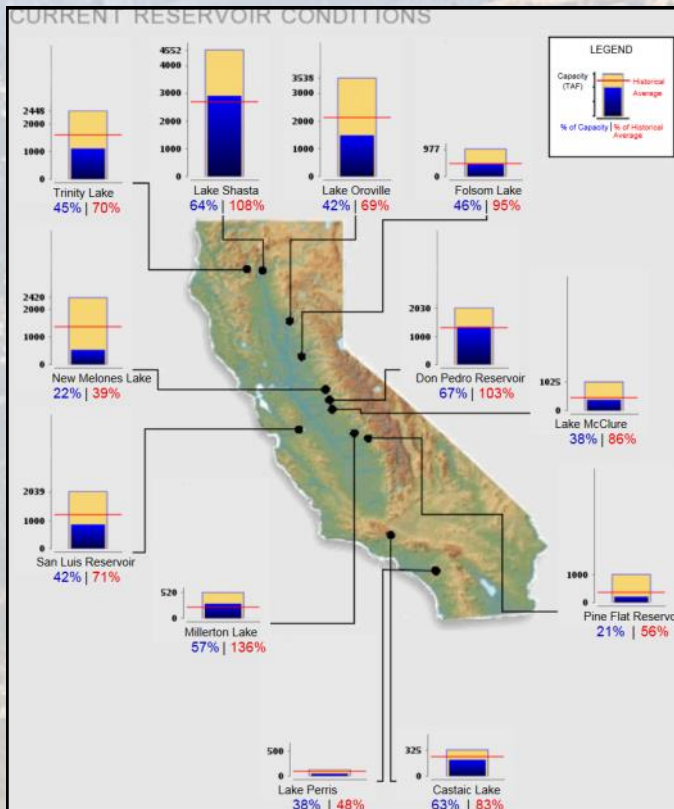 CURRENT RESERVOIR CONDITIONS
4552
4000
3000
2000
1000
0
Lake Shasta
64% | 108%
3538
3000
2000
1000
0
Lake Oroville
42% | 69%
LEGEND
Capacity
(TAF)
Historical
Average
% of Capacity | % of Historical
Average
2448
2000
1000
0
Trinity Lake
45% | 70%
977
0
Folsom Lake
46% | 95%
2420
2000
1000
0
New Melones Lake
22% | 39%
2030
1000
0
Don Pedro Reservoir
67% | 103%
1025
0
Lake McClure
38% | 86%
2039
1000
0
San Luis Reservoir
42% | 71%
520
0
Millerton Lake
57% | 136%
1000
0
Pine Flat Reservo
21% | 56%
500
0
Lake Perris
38% | 48%
325
0
Castaic Lake
63% | 83%